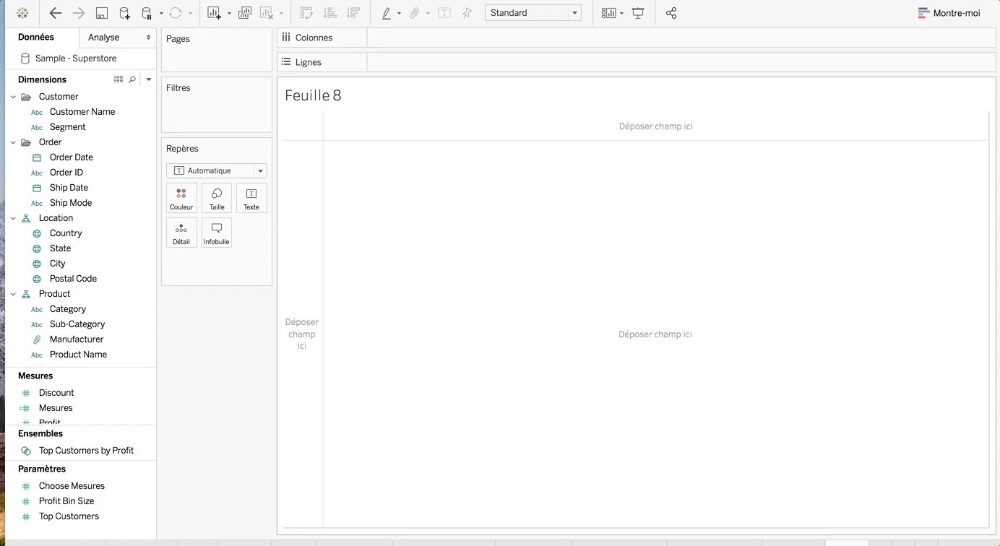 Standard
Montre-moi
Données
Analyse
Sample - Superstore
Dimensions
Customer
Abc Customer Name
Abc Segment
Order
Order Date
Abc Order ID
Ship Date
Abc Ship Mode
Location
Country
State
City
Postal Code
Product
Abc Category
Abc Sub-Category
Manufacturer
Abc Product Name
Mesures
# Discount
=# Mesures
# Profit
Ensembles
Top Customers by Profit
Paramètres
# Choose Mesures
# Profit Bin Size
# Top Customers
Pages
Filtres
Repères
T Automatique
Couleur
Taille
T Texte
Détail
Infobulle
Colonnes
Lignes
Feuille 8
Déposer champ ici
Déposer
champ
ici
Déposer champ ici